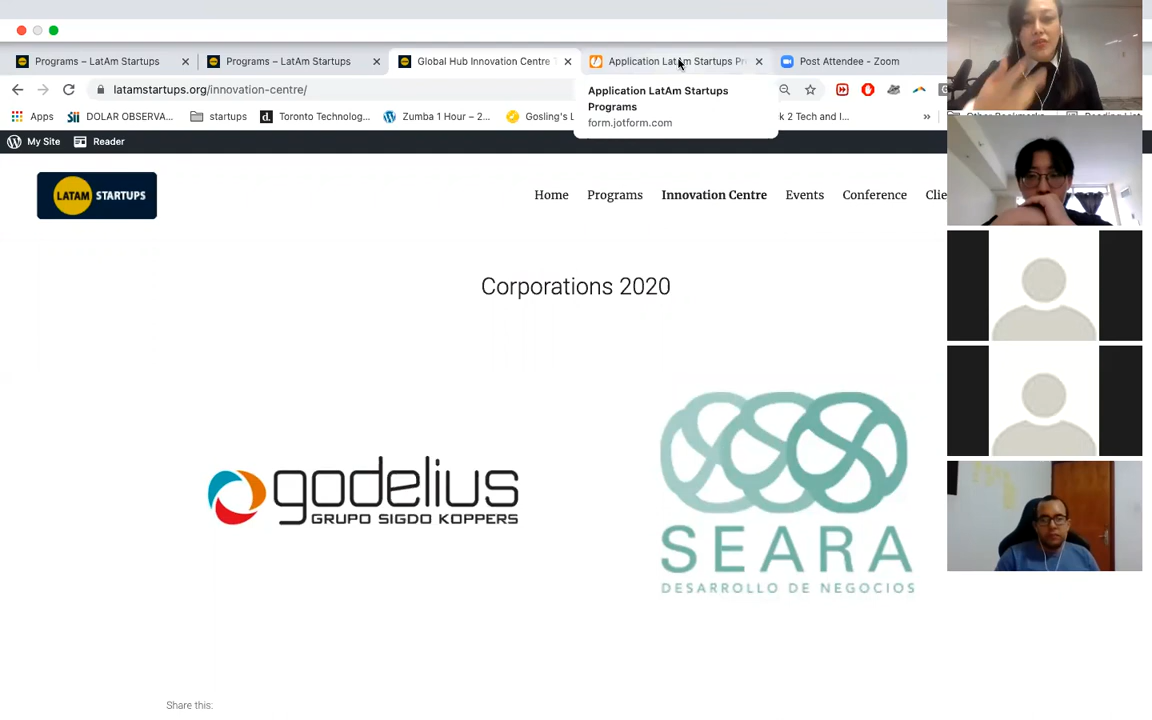 Programs – LatAm Startups
Programs – LatAm Startups
Global Hub Innovation Centre
Application LatAm Startups Pr
Post Attendee - Zoom
latamstartups.org/innovation-centre/
Application LatAm Startups
Programs
form.jotform.com
Apps
DOLAR OBSERVA...
startups
Toronto Technolog...
Zumba 1 Hour – 2...
Gosling's L
k 2 Tech and I...
»
My Site
Reader
LATAM STARTUPS
Home
Programs
Innovation Centre
Events
Conference
Clie
Corporations 2020
godelius
GRUPO SIGDO KOPPERS
SEARA
DESARROLLO DE NEGOCIOS
Share this: